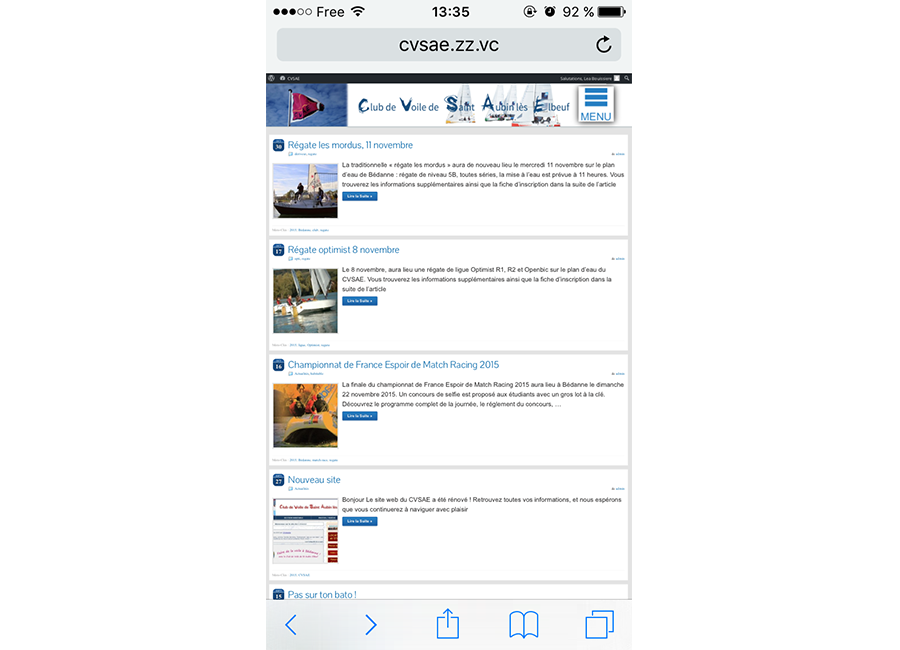 Free 13:35 92 %
cvsae.zz.vc
CVSAE Salutations, Lea Boutroient
Club de Voile de Saint Aubin lès Elbeuf
MENU
30 Régate les mordus, 11 novembre
La traditionnelle « régate les mordus » aura de nouveau lieu le mercredi 11 novembre sur le plan
d'eau de Bédanne : régate de niveau 5B, toutes séries, la mise à l'eau est prévue à 11 heures. Vous
trouverez les informations supplémentaires ainsi que la fiche d'inscription dans la suite de l'article
Lire la Suite »
17 Régate optimist 8 novembre
Le 8 novembre, aura lieu une régate de ligue Optimist R1, R2 et Openbic sur le plan d'eau du
CVSAE. Vous trouverez les informations supplémentaires ainsi que la fiche d'inscription dans la
suite de l'article
Lire la Suite »
16 Championnat de France Espoir de Match Racing 2015
La finale du championnat de France Espoir de Match Racing 2015 aura lieu à Bédanne le dimanche
22 novembre 2015. Un concours de selfie est proposé aux étudiants avec un gros lot à la clé.
Découvrez le programme complet de la journée, le réglement du concours, …
Lire la Suite »
27 Nouveau site
Bonjour Le site web du CVSAE a été rénové ! Retrouvez toutes vos informations, et nous espérons
que vous continuerez à naviguer avec plaisir
Lire la Suite »
15 Pas sur ton bato !